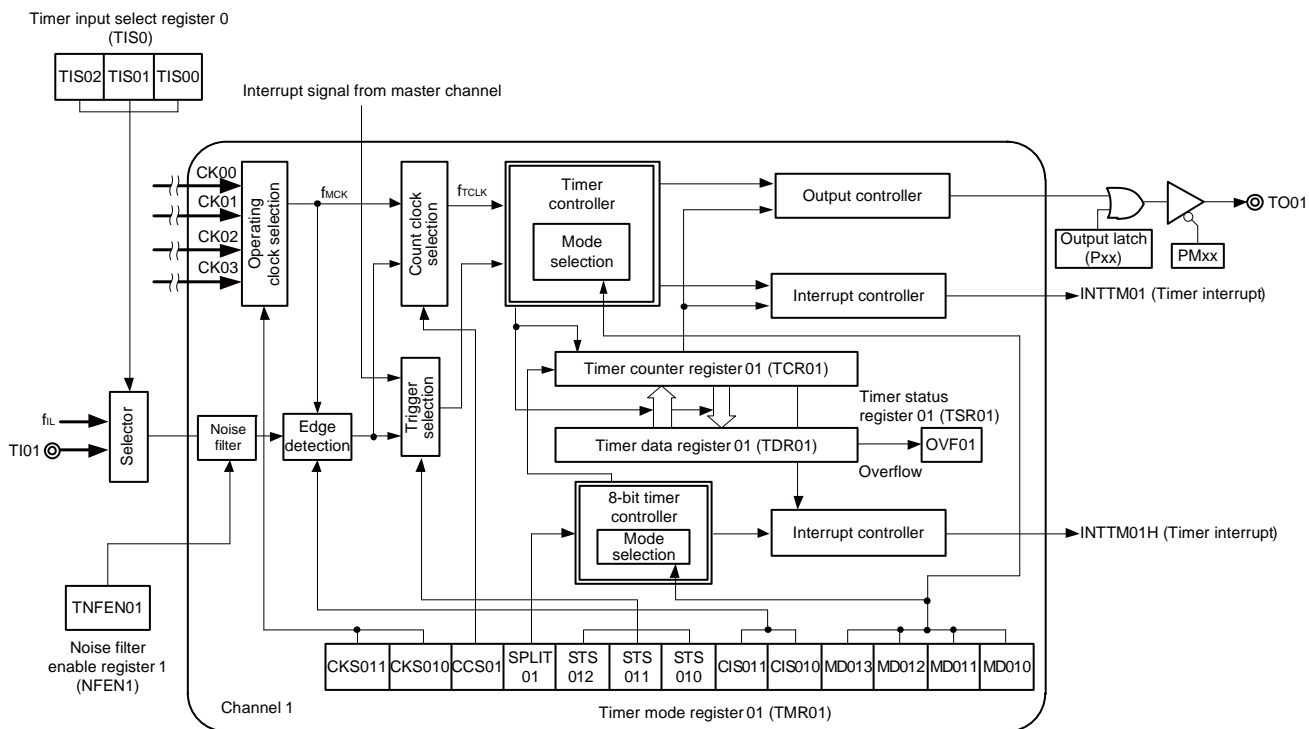 Timer input select register 0
(TIS0)
TIS02 TIS01 TIS00
Interrupt signal from master channel
CK00
CK01
CK02
CK03
Operating
clock selection
fMCK
Count clock
selection
fTCLK
Timer
controller
Mode
selection
Output controller
Output latch
(Pxx)
PMxx
TO01
Interrupt controller
INTTM01 (Timer interrupt)
Timer counter register 01 (TCR01)
Timer status
register 01 (TSR01)
Trigger
selection
fIL
TI01
Selector
Noise
filter
Edge
detection
Timer data register 01 (TDR01)
OVF01
Overflow
8-bit timer
controller
Mode
selection
Interrupt controller
INTTM01H (Timer interrupt)
TNFEN01
Noise filter
enable register 1
(NFEN1)
CKS011 CKS010 CCS01 SPLIT
01 STS
012 STS
011 STS
010 CIS011 CIS010 MD013 MD012 MD011 MD010
Channel 1
Timer mode register 01 (TMR01)